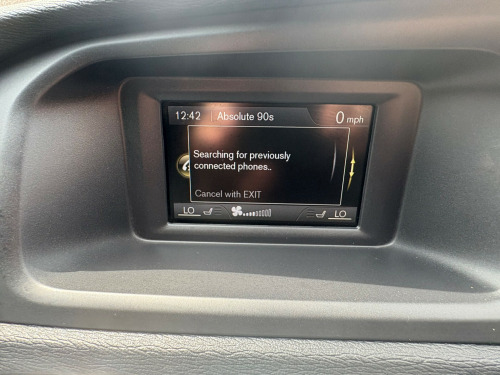 12:42 Absolute 90s 0 mph
Searching for previously
connected phones..
Cancel with EXIT
LO LO